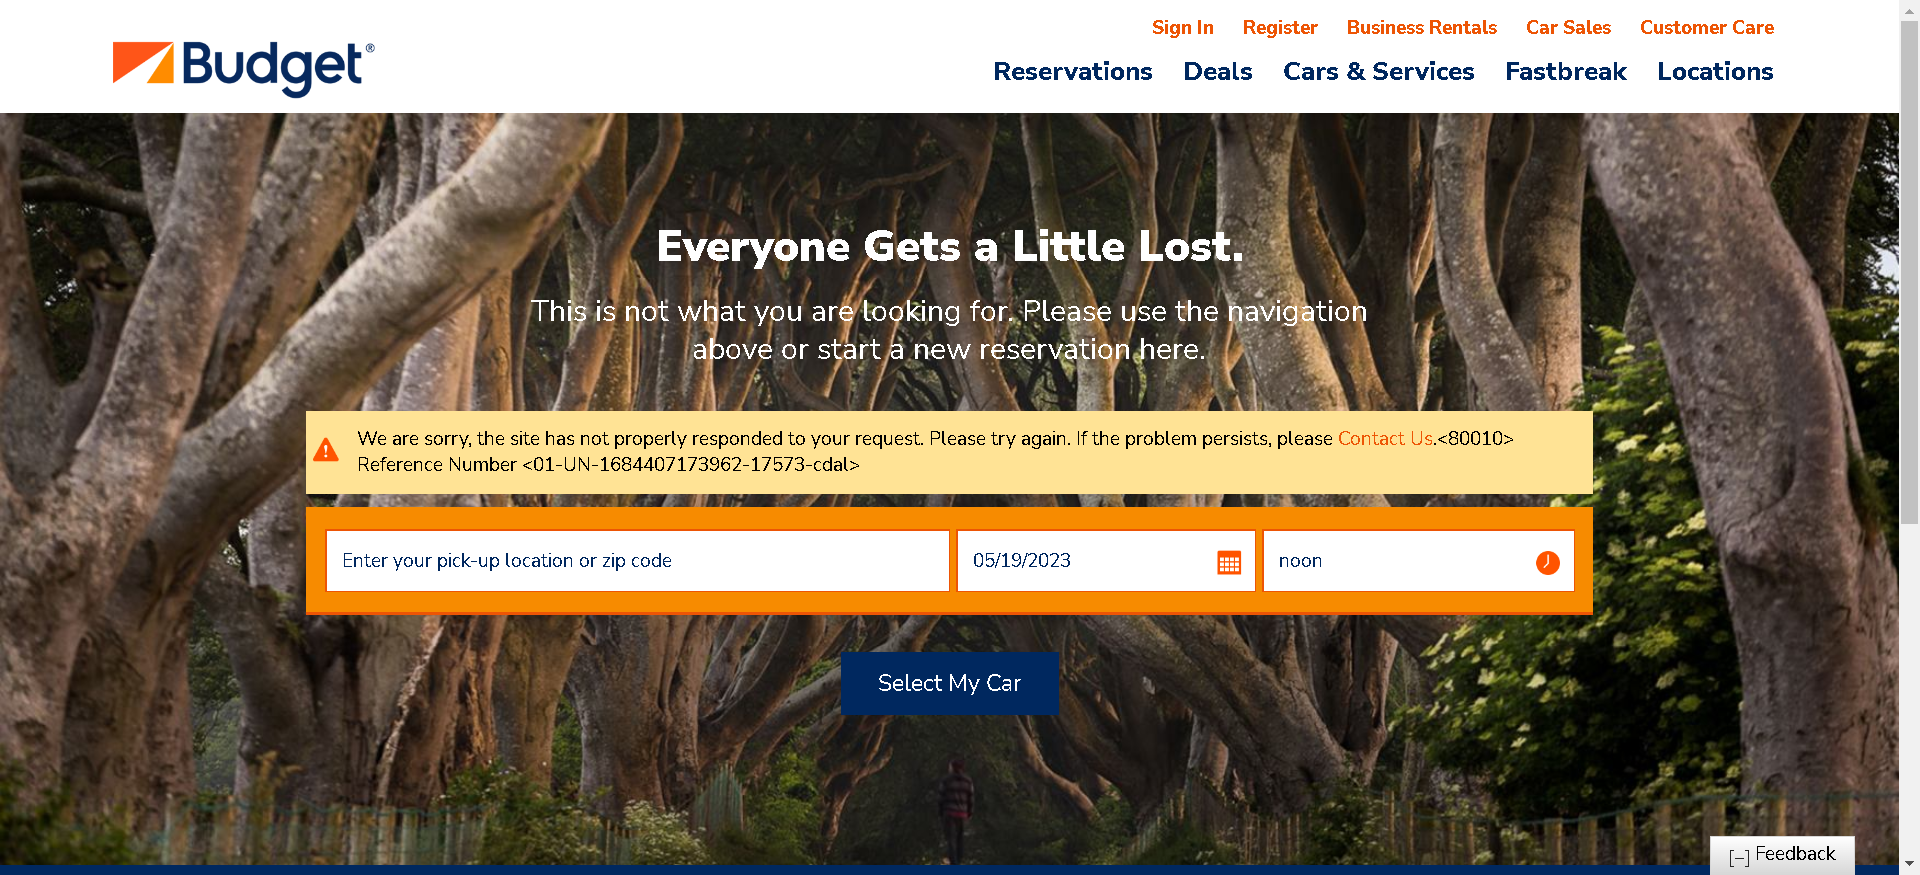 Sign In Register Business Rentals Car Sales Customer Care
Budget®
Reservations Deals Cars & Services Fastbreak Locations
Everyone Gets a Little Lost.
This is not what you are looking for. Please use the navigation
above or start a new reservation here.
We are sorry, the site has not properly responded to your request. Please try again. If the problem persists, please Contact Us.<80010>
Reference Number <01-UN-1684407173962-17573-cdal>
Enter your pick-up location or zip code 05/19/2023 noon
Select My Car
[–] Feedback